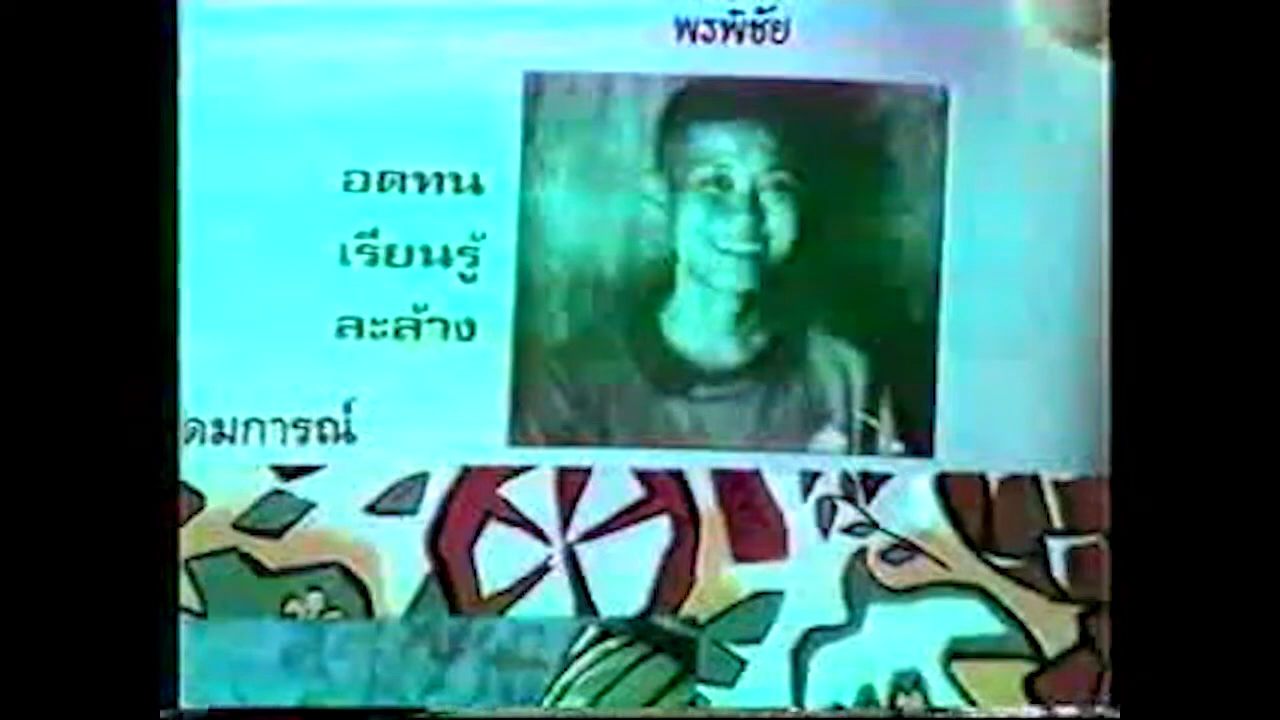 พรพิชัย
อดทน
เรียนรู้
ละล้าง
ดมการณ์